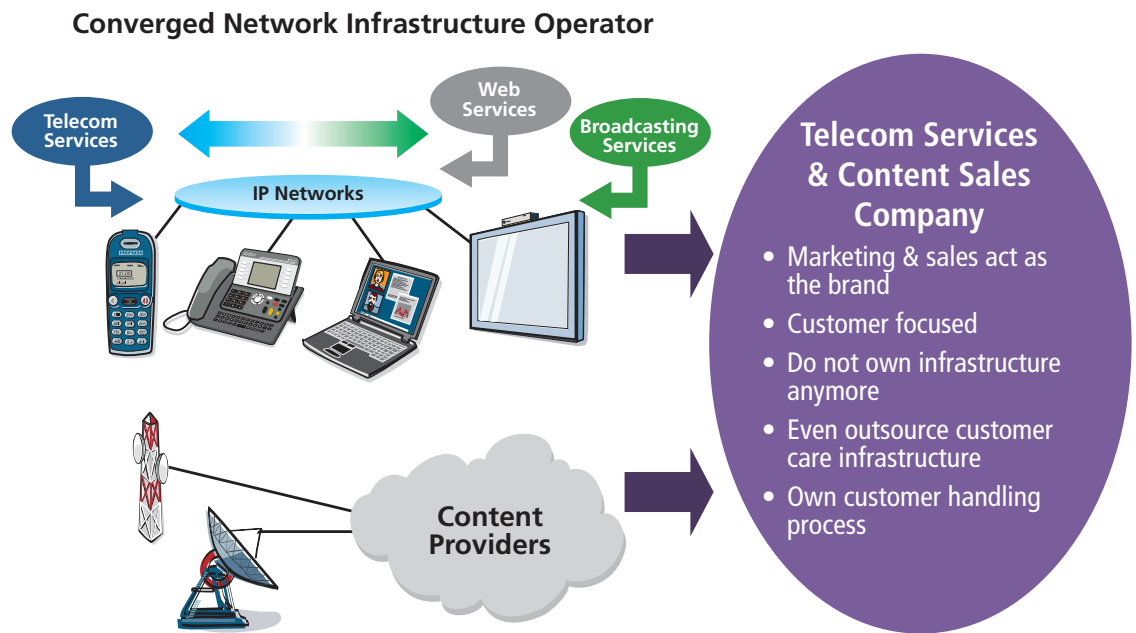 Converged Network Infrastructure Operator
Telecom
Services
Web
Services
Broadcasting
Services
IP Networks
Content
Providers
Telecom Services
& Content Sales
Company
• Marketing & sales act as
the brand
• Customer focused
• Do not own infrastructure
anymore
• Even outsource customer
care infrastructure
• Own customer handling
process